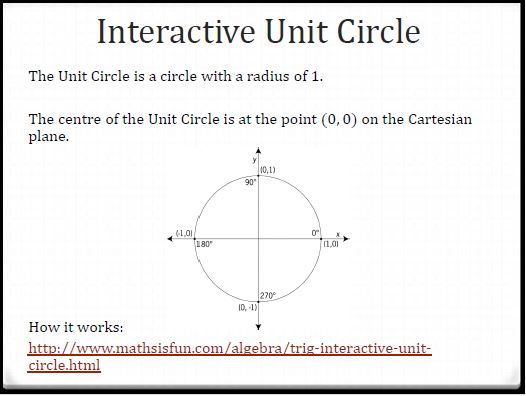 Interactive Unit Circle
The Unit Circle is a circle with a radius of 1.
The centre of the Unit Circle is at the point (0, 0) on the Cartesian
plane.
y
(0,1)
90°
(-1,0)
0° x
180°
(1,0)
270°
(0, -1)
How it works:
http://www.mathsisfun.com/algebra/trig-interactive-unit-
circle.html